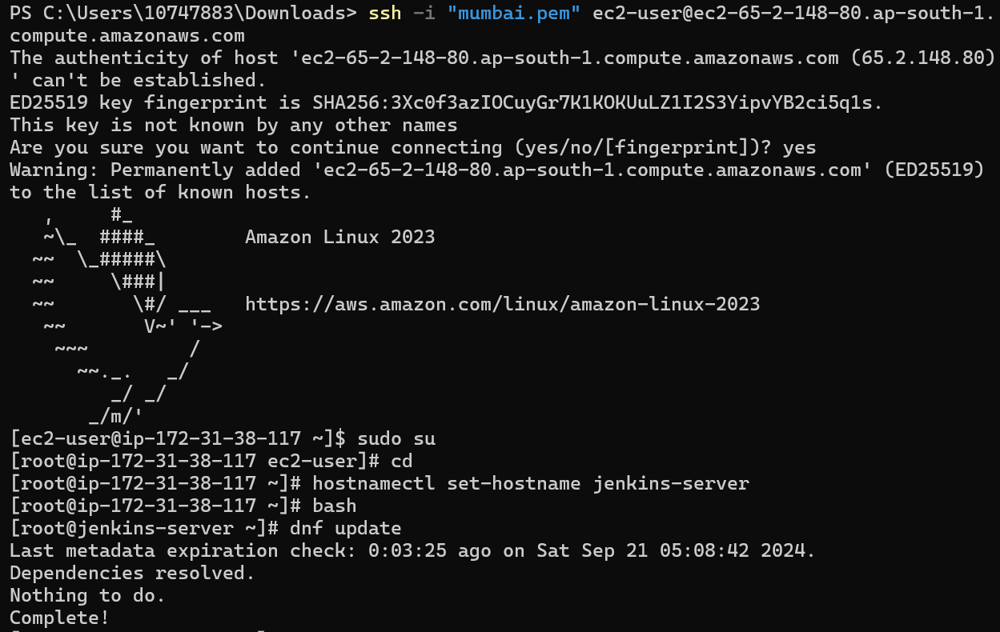 PS C:\Users\10747883\Downloads> ssh -i "mumbai.pem" ec2-user@ec2-65-2-148-80.ap-south-1.
compute.amazonaws.com
The authenticity of host 'ec2-65-2-148-80.ap-south-1.compute.amazonaws.com (65.2.148.80)
' can't be established.
ED25519 key fingerprint is SHA256:3Xc0f3azIOCuyGr7K1KOKUuLZ1I2S3YipvYB2ci5q1s.
This key is not known by any other names
Are you sure you want to continue connecting (yes/no/[fingerprint])? yes
Warning: Permanently added 'ec2-65-2-148-80.ap-south-1.compute.amazonaws.com' (ED25519)
to the list of known hosts.
   ,     #_
   ~\_  ####_        Amazon Linux 2023
  ~~  \_#####\
  ~~     \###|
  ~~       \#/ ___   https://aws.amazon.com/linux/amazon-linux-2023
   ~~       V~' '->
    ~~~         /
      ~~._.   _/
         _/ _/
       _/m/'
[ec2-user@ip-172-31-38-117 ~]$ sudo su
[root@ip-172-31-38-117 ec2-user]# cd
[root@ip-172-31-38-117 ~]# hostnamectl set-hostname jenkins-server
[root@ip-172-31-38-117 ~]# bash
[root@jenkins-server ~]# dnf update
Last metadata expiration check: 0:03:25 ago on Sat Sep 21 05:08:42 2024.
Dependencies resolved.
Nothing to do.
Complete!